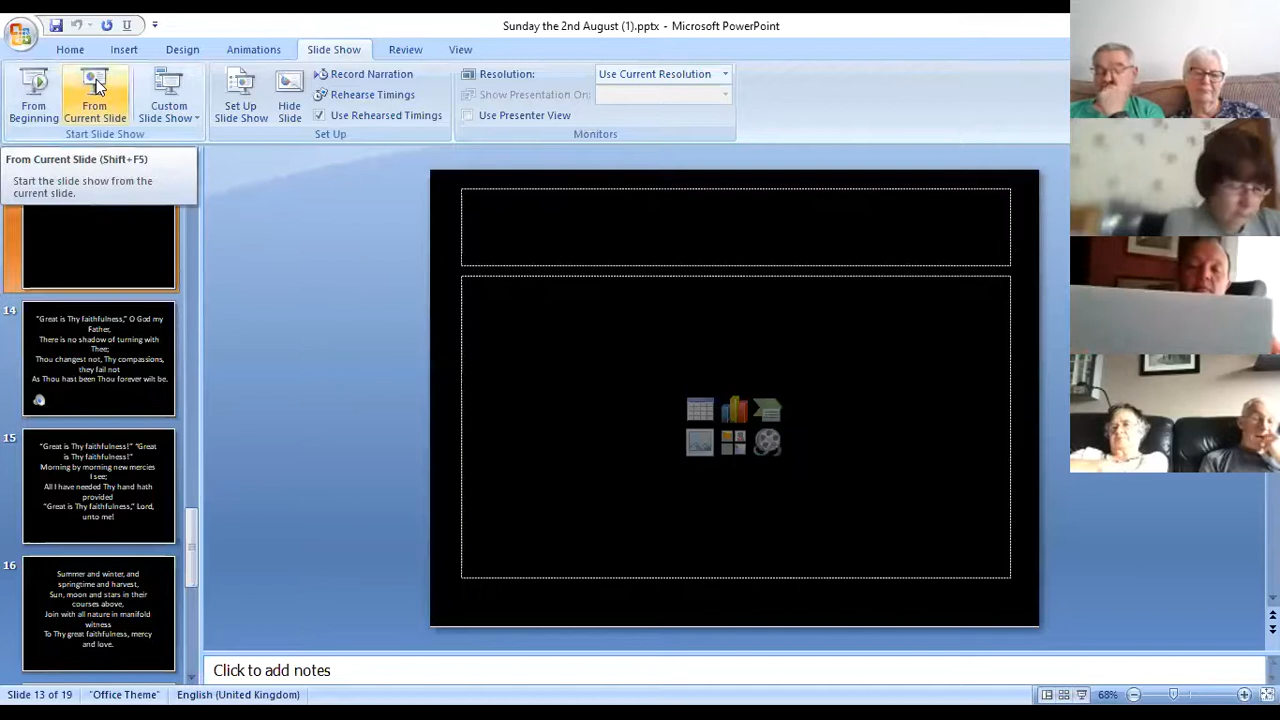 Sunday the 2nd August (1).pptx - Microsoft PowerPoint
Home Insert Design Animations Slide Show Review View
From Beginning
From Current Slide
Custom Slide Show
Start Slide Show
Set Up Slide Show
Hide Slide
Record Narration
Rehearse Timings
Use Rehearsed Timings
Set Up
Resolution: Use Current Resolution
Show Presentation On:
Use Presenter View
Monitors
From Current Slide (Shift+F5)
Start the slide show from the
current slide.
14
"Great is Thy faithfulness," O God my
Father,
There is no shadow of turning with
Thee;
Thou changest not, Thy compassions,
they fail not
As Thou hast been Thou forever wilt be.
15
"Great is Thy faithfulness!" "Great
is Thy faithfulness!"
Morning by morning new mercies
I see;
All I have needed Thy hand hath
provided
"Great is Thy faithfulness," Lord,
unto me!
16
Summer and winter, and
springtime and harvest,
Sun, moon and stars in their
courses above,
Join with all nature in manifold
witness
To Thy great faithfulness, mercy
and love.
Click to add notes
Slide 13 of 19 "Office Theme" English (United Kingdom) 68%